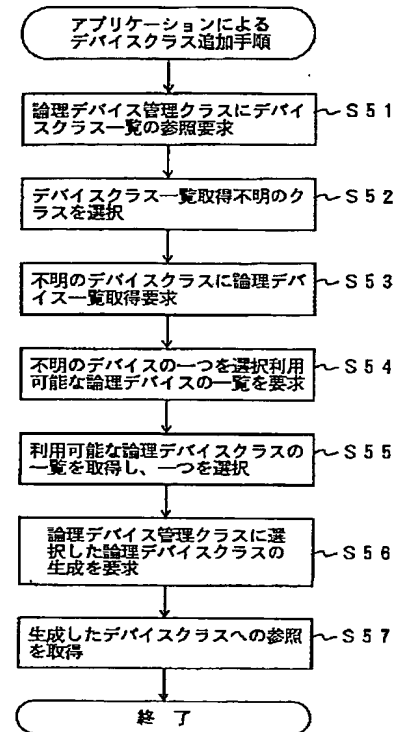 アプリケーションによる
デバイスクラス追加手順
論理デバイス管理クラスにデバイ
スクラス一覧の参照要求
～S51
デバイスクラス一覧取得不明のク
ラスを選択
～S52
不明のデバイスクラスに論理デバ
イス一覧取得要求
～S53
不明のデバイスの一つを選択利用
可能な論理デバイスの一覧を要求
～S54
利用可能な論理デバイスクラスの
一覧を取得し、一つを選択
～S55
論理デバイス管理クラスに選
択した論理デバイスクラスの
生成を要求
～S56
生成したデバイスクラスへの参照
を取得
～S57
終了